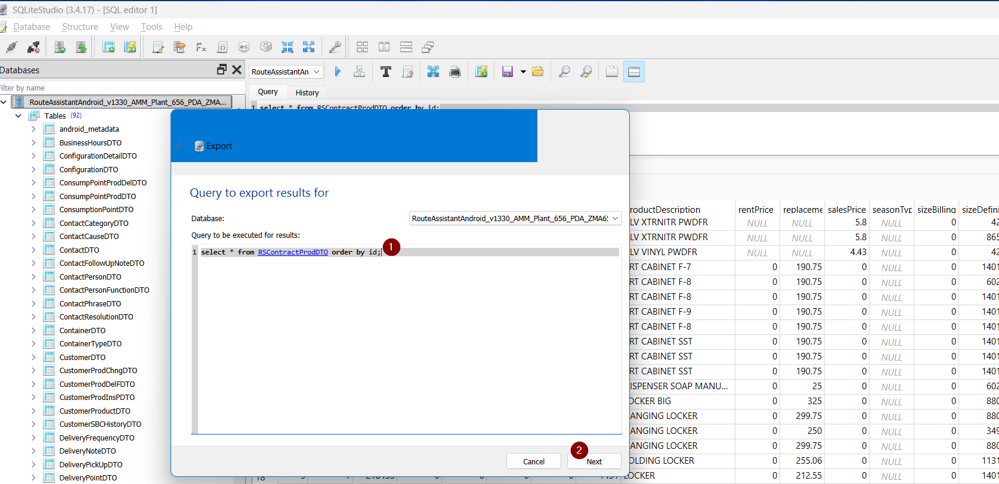 SQLiteStudio (3.4.17) - [SQL editor 1]
Database Structure View Tools Help
Databases
RouteAssistantAn
Filter by name
Query History
RouteAssistantAndroid_v1330_AMM_Plant_656_PDA_ZMA...
1 select * from RSContractProdDTO order by id;
Tables (92)
android_metadata
BusinessHoursDTO
ConfigurationDetailDTO
ConfigurationDTO
ConsumpPointProdDelDTO
ConsumpPointProdDTO
ConsumptionPointDTO
ContactCategoryDTO
ContactCauseDTO
ContactDTO
ContactFollowUpNoteDTO
ContactPersonDTO
ContactPersonFunctionDTO
ContactPhraseDTO
ContactResolutionDTO
ContainerDTO
ContainerTypeDTO
CustomerDTO
CustomerProdChngDTO
CustomerProdDelFDTO
CustomerProdInsPDTO
CustomerProductDTO
CustomerSBCHistoryDTO
DeliveryFrequencyDTO
DeliveryNoteDTO
DeliveryPickUpDTO
DeliveryPointDTO
Export
Query to export results for
Database: RouteAssistantAndroid_v1330_AMM_Plant_656_PDA_ZMA6
Query to be executed for results:
1 select * from RSContractProdDTO order by id;
1
2
Cancel Next
roductDescription rentPrice replaceme salesPrice seasonTyp sizeBilling sizeDefini
LV XTRNITR PWDFR NULL NULL 5.8 NULL 0 42
LV XTRNITR PWDFR NULL NULL 5.8 NULL 0 865
LV VINYL PWDFR NULL NULL 4.43 NULL 0 42
RT CABINET F-7 0 190.75 0 NULL 0 1401
RT CABINET F-8 0 190.75 0 NULL 0 602
RT CABINET F-8 0 190.75 0 NULL 0 1401
RT CABINET F-9 0 190.75 0 NULL 0 1401
RT CABINET F-8 0 190.75 0 NULL 0 1401
RT CABINET SST 0 190.75 0 NULL 0 1401
RT CABINET SST 0 190.75 0 NULL 0 1401
RT CABINET SST 0 190.75 0 NULL 0 1401
ISPENSER SOAP MANU... 0 25 0 NULL 0 602
OCKER BIG 0 325 0 NULL 0 880
ANGING LOCKER 0 299.75 0 NULL 0 880
ANGING LOCKER 0 250 0 NULL 0 349
ANGING LOCKER 0 299.75 0 NULL 0 880
OLDING LOCKER 0 255.06 0 NULL 0 1131
18 LOCKER 0 212.55 0 NULL 0 1401